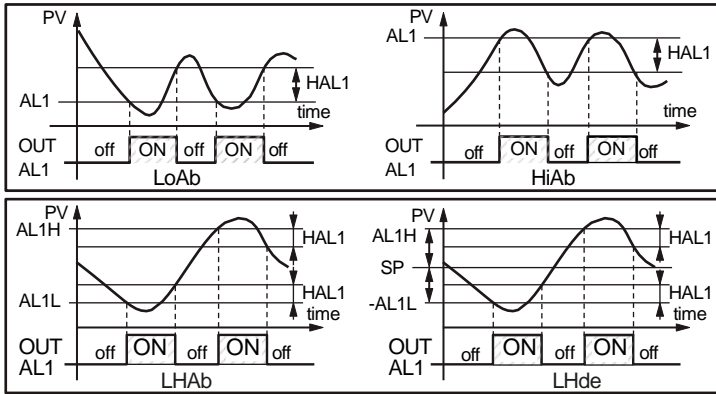 PV
AL1
HAL1
time
OUT
AL1
off ON off ON off
LoAb
PV
AL1
HAL1
time
OUT
AL1
off ON off ON off
HiAb
PV
AL1H
HAL1
AL1L
HAL1
time
OUT
AL1
off ON off ON off
LHAb
PV
AL1H
HAL1
SP
-AL1L
HAL1
time
OUT
AL1
off ON off ON off
LHde